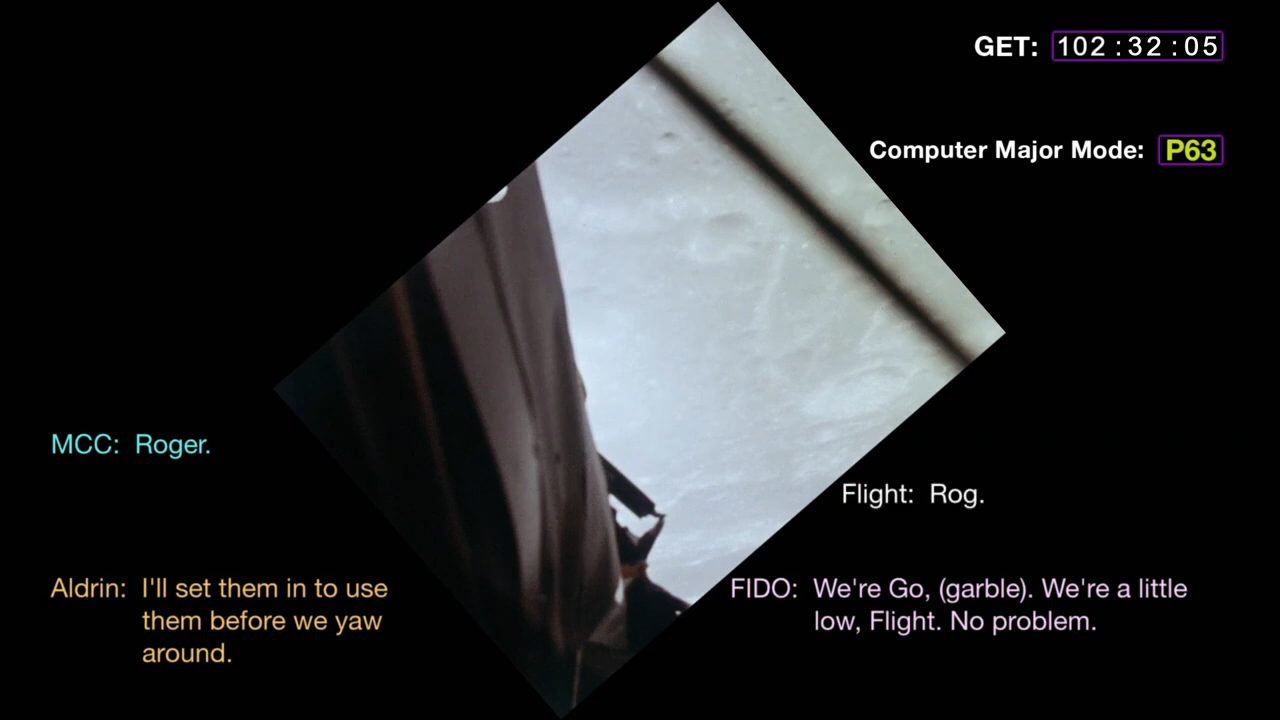 GET: 102:32:05
Computer Major Mode: P63
MCC: Roger.
Flight: Rog.
Aldrin: I'll set them in to use
them before we yaw
around.
FIDO: We're Go, (garble). We're a little
low, Flight. No problem.